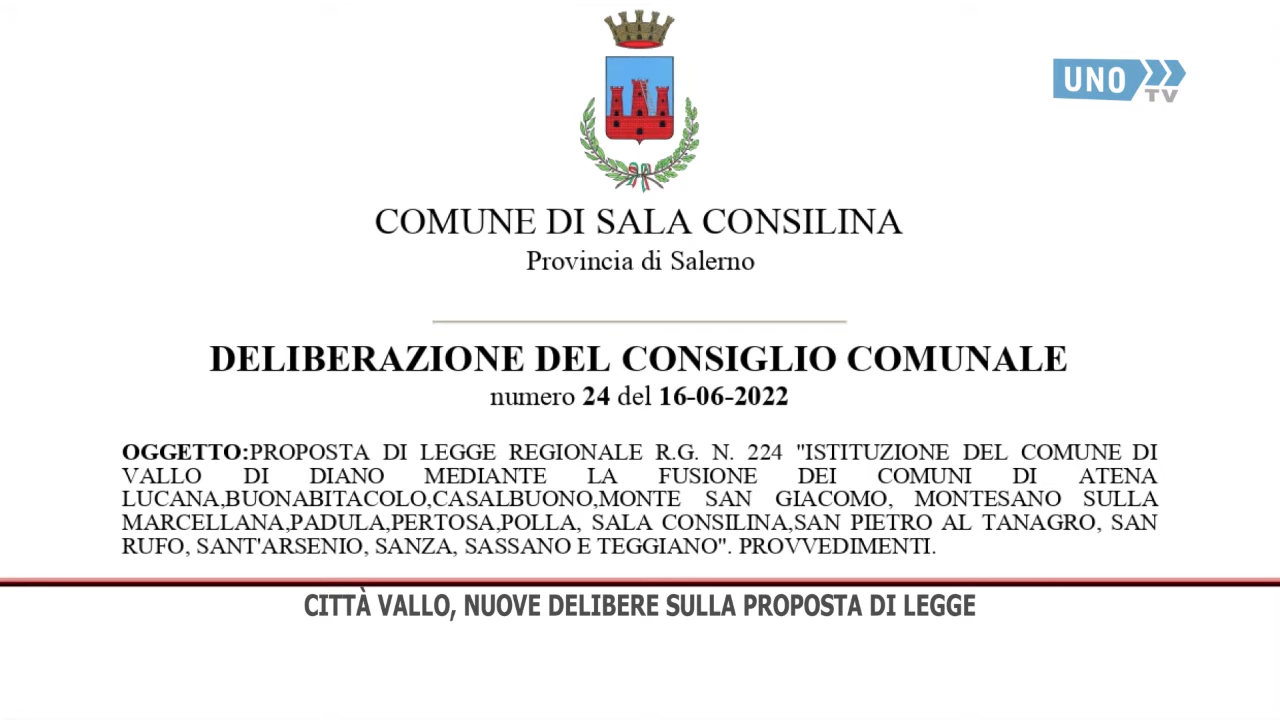 UNO
TV
COMUNE DI SALA CONSILINA
Provincia di Salerno
DELIBERAZIONE DEL CONSIGLIO COMUNALE
numero 24 del 16-06-2022
OGGETTO:PROPOSTA DI LEGGE REGIONALE R.G. N. 224 "ISTITUZIONE DEL COMUNE DI
VALLO DI DIANO MEDIANTE LA FUSIONE DEI COMUNI DI ATENA
LUCANA,BUONABITACOLO,CASALBUONO,MONTE SAN GIACOMO, MONTESANO SULLA
MARCELLANA,PADULA,PERTOSA,POLLA, SALA CONSILINA,SAN PIETRO AL TANAGRO, SAN
RUFO, SANT'ARSENIO, SANZA, SASSANO E TEGGIANO". PROVVEDIMENTI.
CITTÀ VALLO, NUOVE DELIBERE SULLA PROPOSTA DI LEGGE